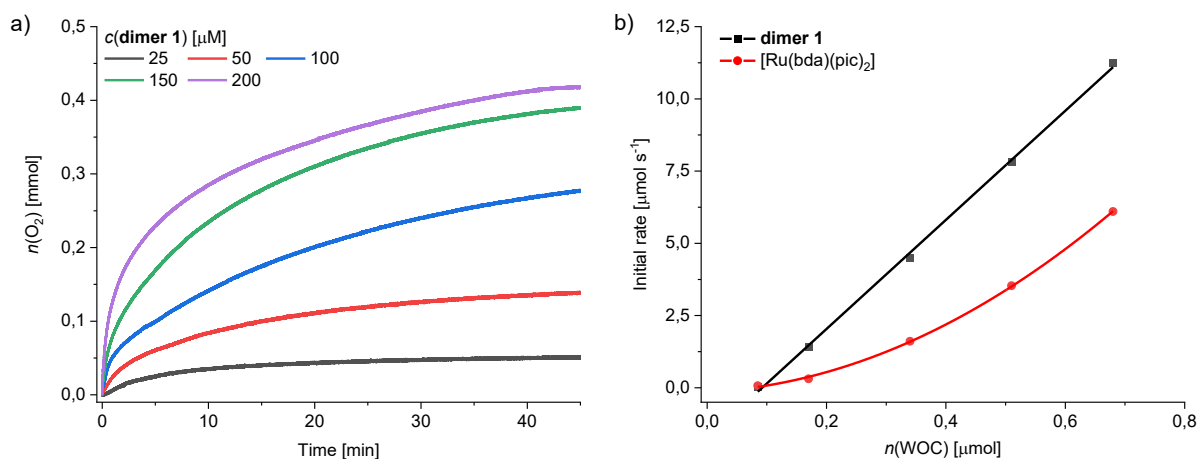 a)
c(dimer 1) [µM]
25 50 100
150 200
0,5
0,4
0,3
0,2
0,1
0,0
n(O₂) [mmol]
0 10 20 30 40
Time [min]
b)
dimer 1
[Ru(bda)(pic)₂]
12,5
10,0
7,5
5,0
2,5
0,0
Initial rate [µmol s⁻¹]
0,0 0,2 0,4 0,6 0,8
n(WOC) [µmol]